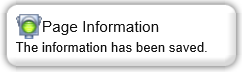 Page Information
The information has been saved.